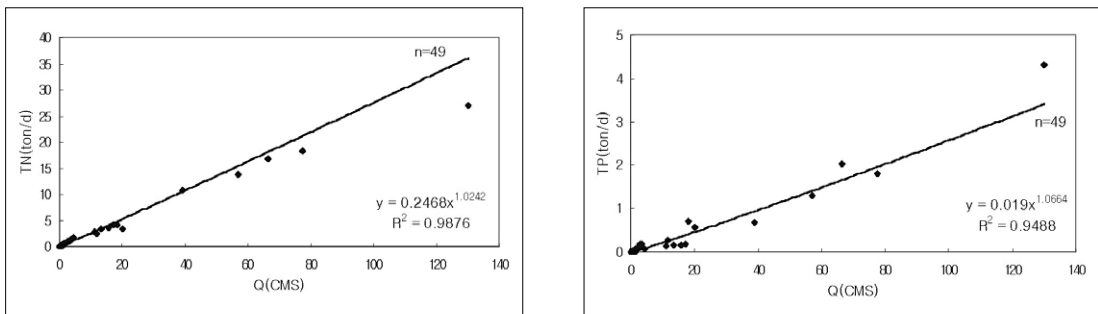 40
35
30
25
20
15
10
5
0
TN(ton/d)
n=49
y = 0.2468x^1.0242
R² = 0.9876
0 20 40 60 80 100 120 140
Q(CMS)
5
4
3
2
1
0
TP(ton/d)
n=49
y = 0.019x^1.0664
R² = 0.9488
0 20 40 60 80 100 120 140
Q(CMS)